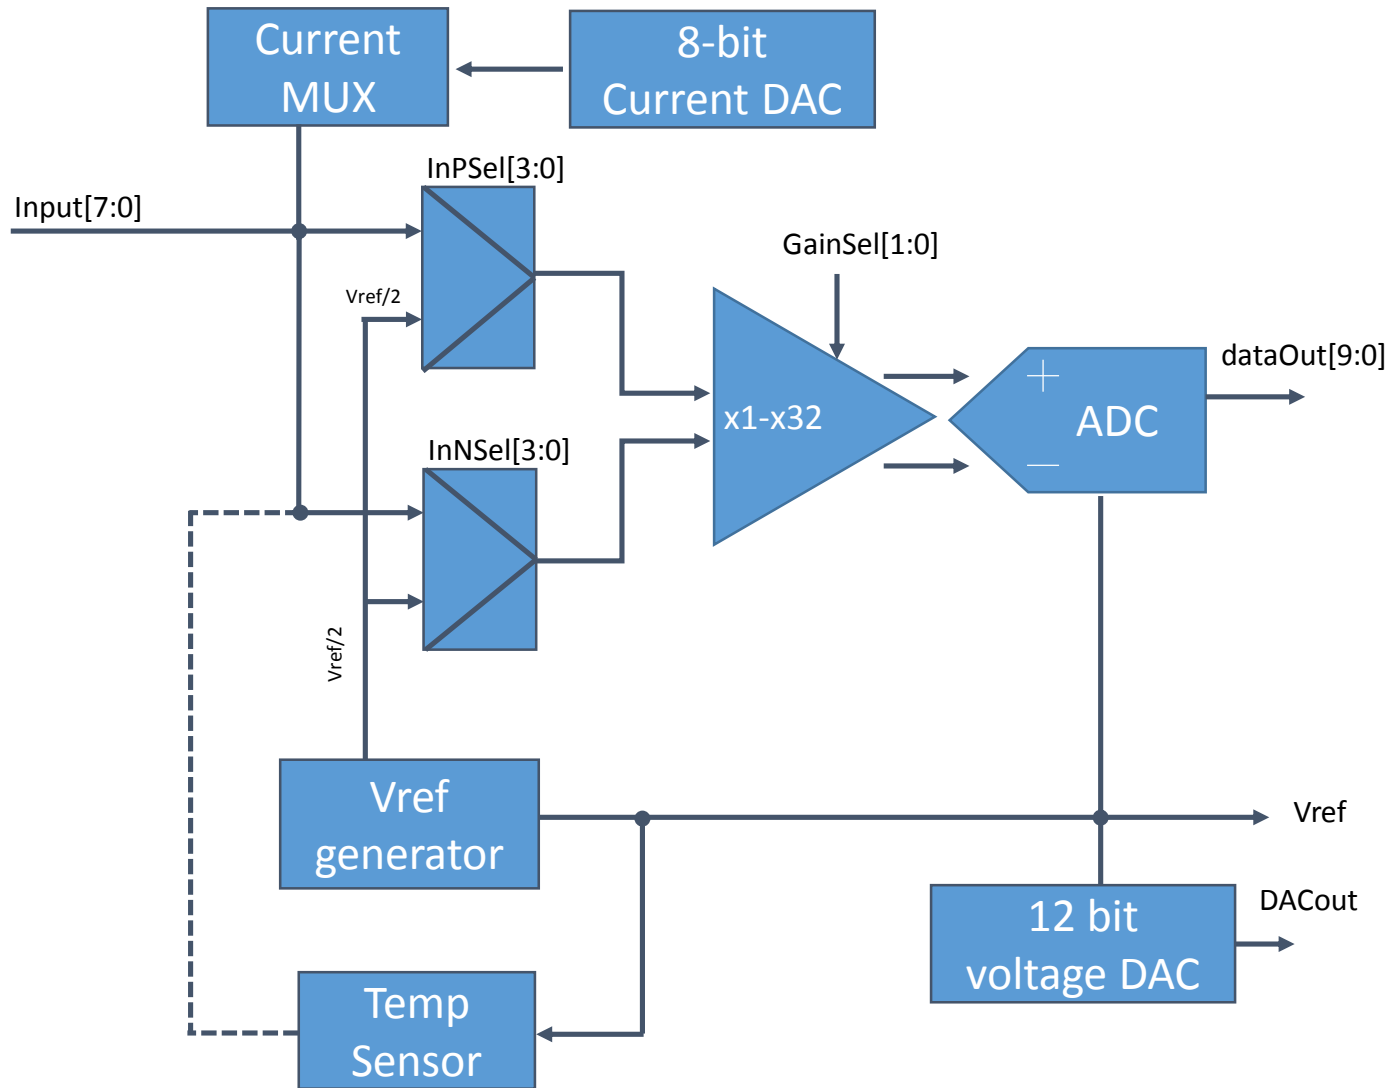 Current
MUX
8-bit
Current DAC
InPSel[3:0]
Input[7:0]
GainSel[1:0]
Vref/2
dataOut[9:0]
x1-x32
+
ADC
—
InNSel[3:0]
Vref/2
Vref
generator
Vref
12 bit
voltage DAC
DACout
Temp
Sensor